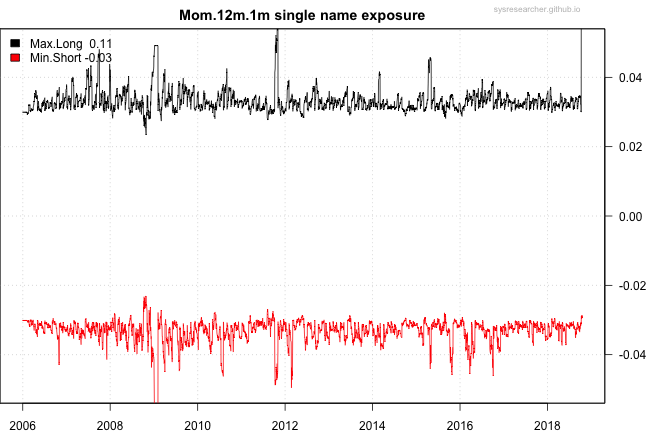 Mom.12m.1m single name exposure
sysresearcher.github.io
Max.Long 0.11
Min.Short -0.03
0.04
0.02
0.00
-0.02
-0.04
2006 2008 2010 2012 2014 2016 2018